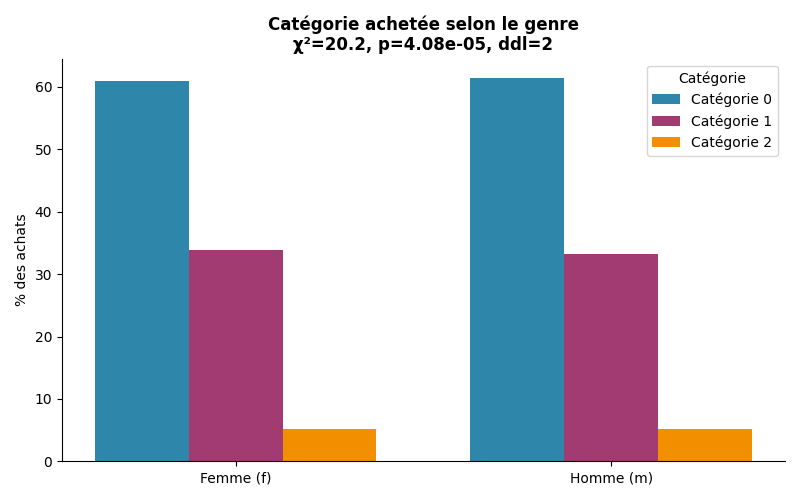 Catégorie achetée selon le genre
χ²=20.2, p=4.08e-05, ddl=2
Catégorie
Catégorie 0
Catégorie 1
Catégorie 2
% des achats
60
50
40
30
20
10
0
Femme (f)
Homme (m)